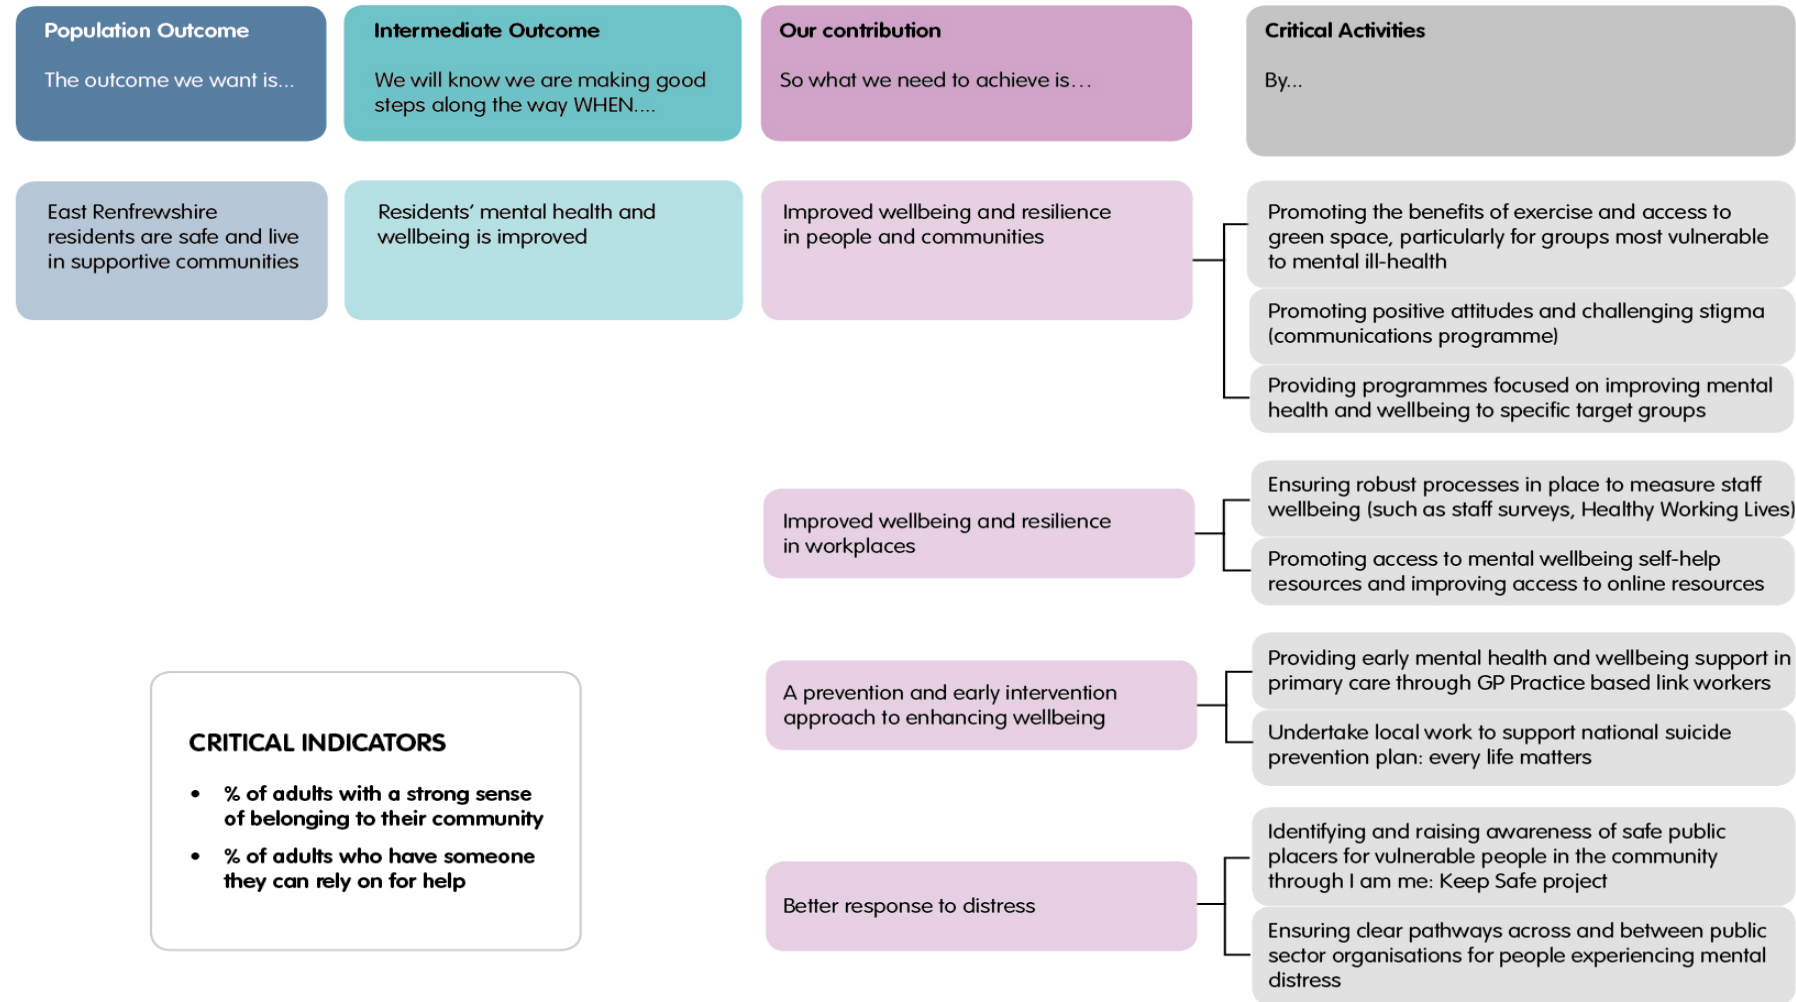 Population Outcome
The outcome we want is...
Intermediate Outcome
We will know we are making good
steps along the way WHEN....
Our contribution
So what we need to achieve is...
Critical Activities
By...
East Renfrewshire
residents are safe and live
in supportive communities
Residents' mental health and
wellbeing is improved
Improved wellbeing and resilience
in people and communities
Promoting the benefits of exercise and access to
green space, particularly for groups most vulnerable
to mental ill-health
Promoting positive attitudes and challenging stigma
(communications programme)
Providing programmes focused on improving mental
health and wellbeing to specific target groups
Improved wellbeing and resilience
in workplaces
Ensuring robust processes in place to measure staff
wellbeing (such as staff surveys, Healthy Working Lives)
Promoting access to mental wellbeing self-help
resources and improving access to online resources
A prevention and early intervention
approach to enhancing wellbeing
Providing early mental health and wellbeing support in
primary care through GP Practice based link workers
Undertake local work to support national suicide
prevention plan: every life matters
Better response to distress
Identifying and raising awareness of safe public
placers for vulnerable people in the community
through I am me: Keep Safe project
Ensuring clear pathways across and between public
sector organisations for people experiencing mental
distress
CRITICAL INDICATORS
• % of adults with a strong sense
of belonging to their community
• % of adults who have someone
they can rely on for help